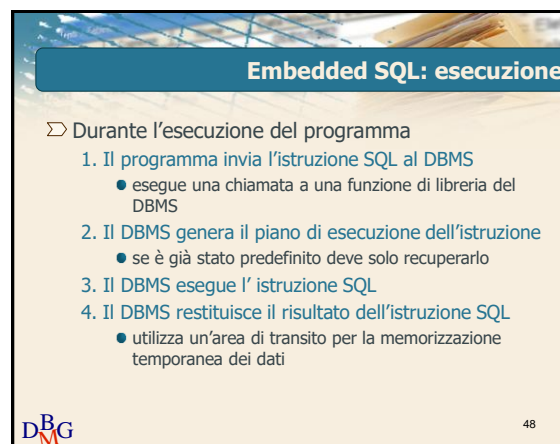 Embedded SQL: esecuzione
Durante l'esecuzione del programma
1. Il programma invia l'istruzione SQL al DBMS
esegue una chiamata a una funzione di libreria del
DBMS
2. Il DBMS genera il piano di esecuzione dell'istruzione
se è già stato predefinito deve solo recuperarlo
3. Il DBMS esegue l' istruzione SQL
4. Il DBMS restituisce il risultato dell'istruzione SQL
utilizza un'area di transito per la memorizzazione
temporanea dei dati
DBMG
48